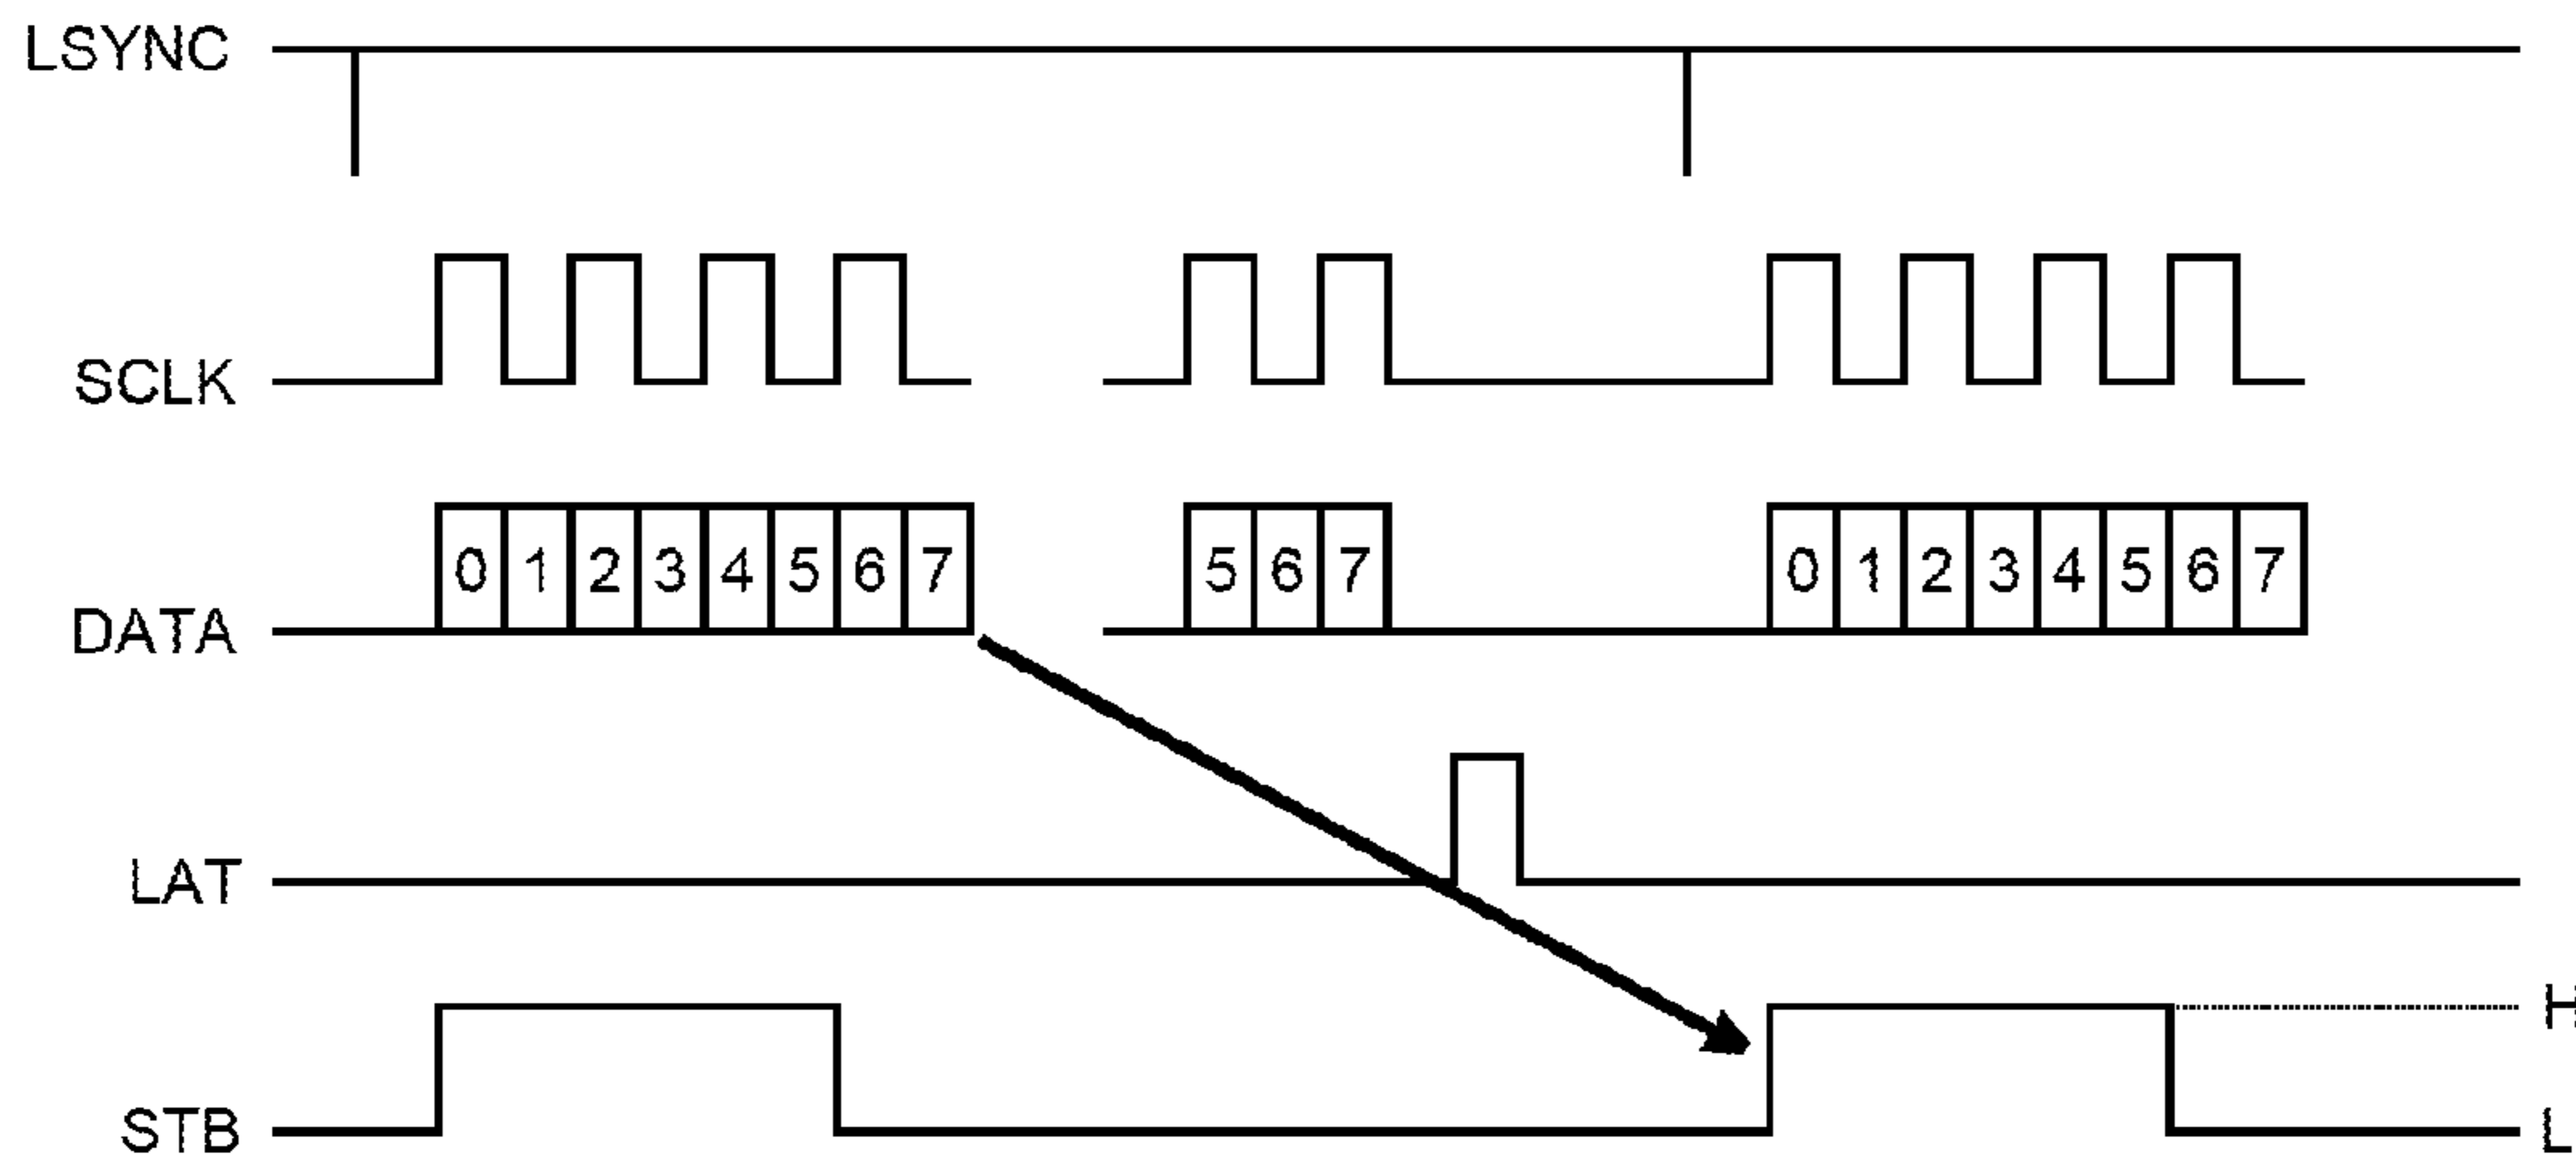 LSYNC
SCLK
DATA 0 1 2 3 4 5 6 7 5 6 7 0 1 2 3 4 5 6 7
LAT
H
STB L